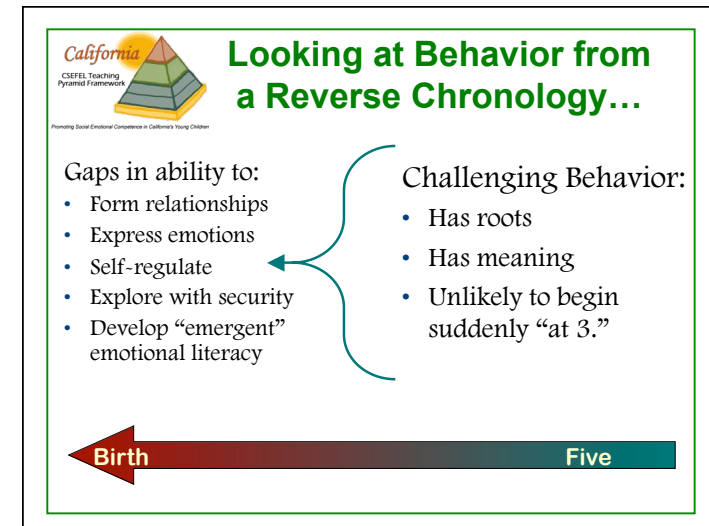 California
CSEFEL Teaching
Pyramid Framework
Promoting Social Emotional Competence in California's Young Children
Looking at Behavior from
a Reverse Chronology…
Gaps in ability to:
• Form relationships
• Express emotions
• Self-regulate
• Explore with security
• Develop “emergent”
emotional literacy
Challenging Behavior:
• Has roots
• Has meaning
• Unlikely to begin
suddenly “at 3.”
Birth
Five